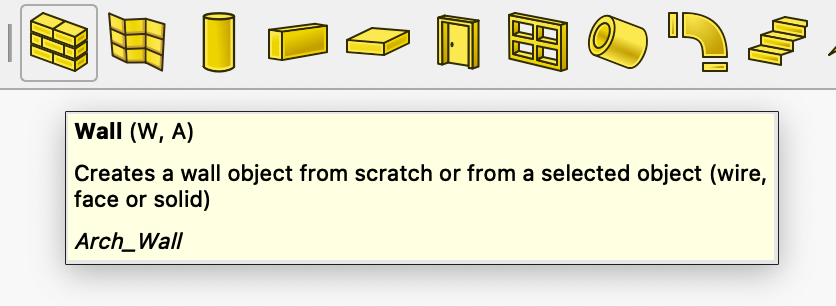 Wall (W, A)
Creates a wall object from scratch or from a selected object (wire,
face or solid)
Arch_Wall